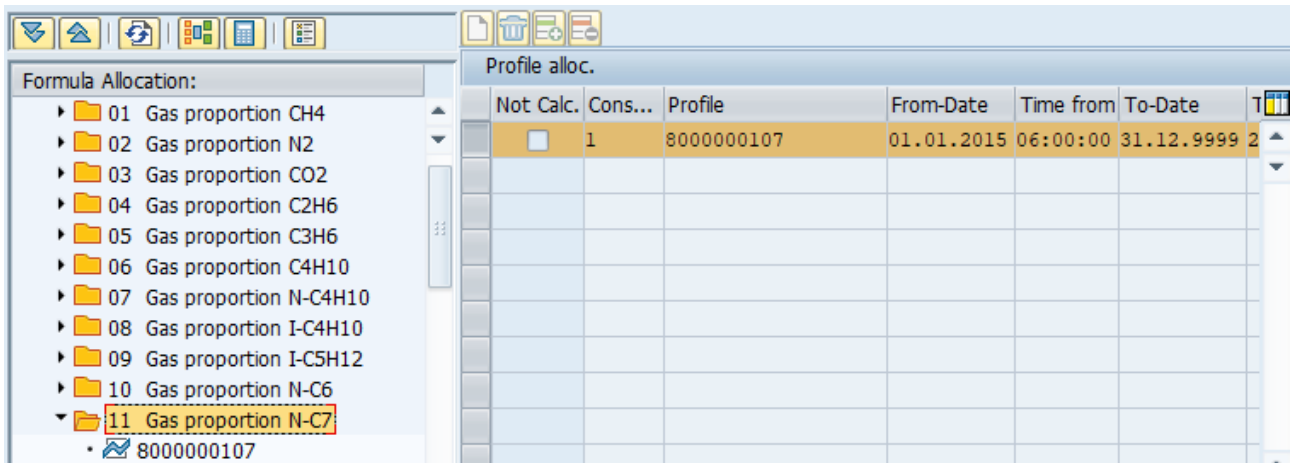 Formula Allocation:
01 Gas proportion CH4
02 Gas proportion N2
03 Gas proportion CO2
04 Gas proportion C2H6
05 Gas proportion C3H6
06 Gas proportion C4H10
07 Gas proportion N-C4H10
08 Gas proportion I-C4H10
09 Gas proportion I-C5H12
10 Gas proportion N-C6
11 Gas proportion N-C7
8000000107
Profile alloc.
Not Calc. Cons... Profile From-Date Time from To-Date T
1 8000000107 01.01.2015 06:00:00 31.12.9999 2